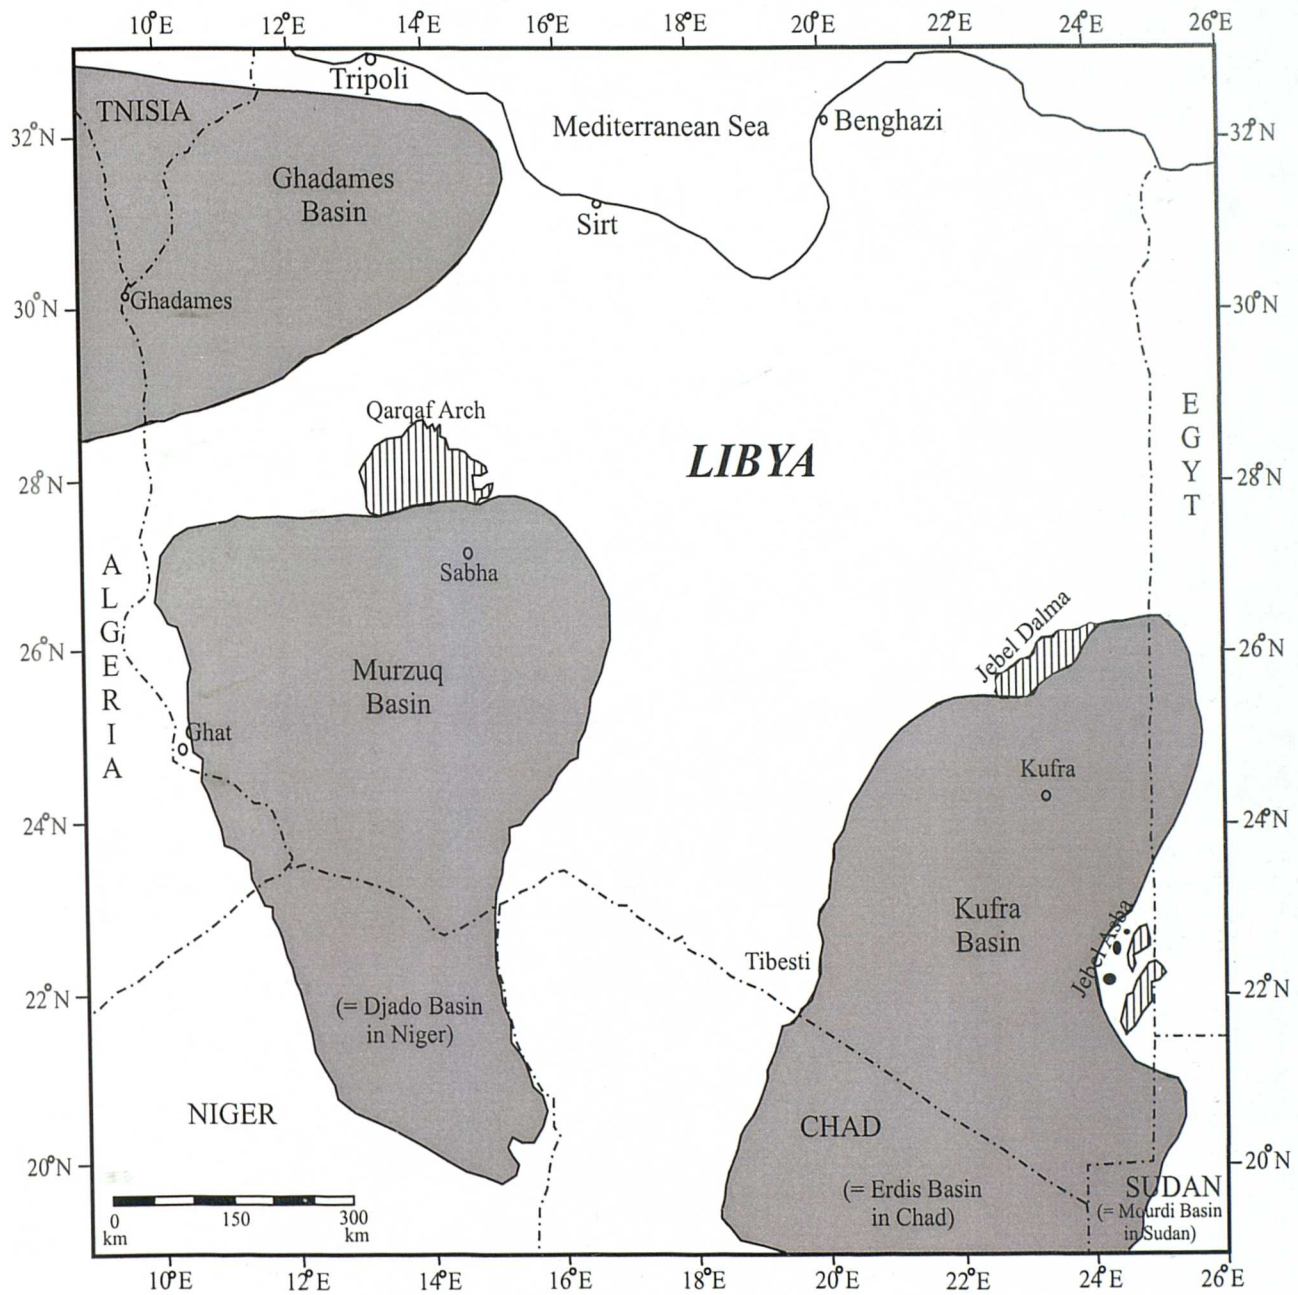 10°E 12°E 14°E 16°E 18°E 20°E 22°E 24°E 26°E
Tripoli
TNISIA
Mediterranean Sea
Benghazi
32°N
32°N
Ghadames
Basin
Sirt
Ghadames
30°N
30°N
Qarqaf Arch
LIBYA
EGYT
28°N
28°N
Sabha
ALGERIA
Jebel Dalma
26°N
26°N
Murzuq
Basin
Ghat
Kufra
24°N
24°N
Kufra
Basin
Jebel Asba
Tibesti
22°N
22°N
(= Djado Basin
in Niger)
NIGER
CHAD
20°N
20°N
(= Erdis Basin
in Chad)
SUDAN
(= Mourdi Basin
in Sudan)
0 150 300
km km
10°E 12°E 14°E 16°E 18°E 20°E 22°E 24°E 26°E